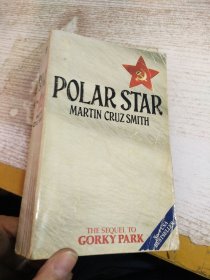 POLAR STAR
MARTIN CRUZ SMITH
THE SEQUEL TO
GORKY PARK